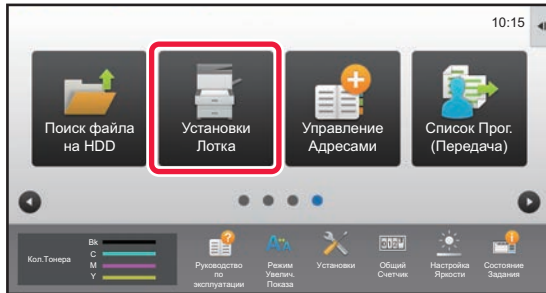 10:15
Поиск файла
на HDD
Установки
Лотка
Управление
Адресами
Список Прог.
(Передача)
Кол.Тонера
Bk
C
M
Y
Руководство
по
эксплуатации
Режим
Увелич.
Показа
Установки
Общий
Счетчик
Настройка
Яркости
Состояние
Задания